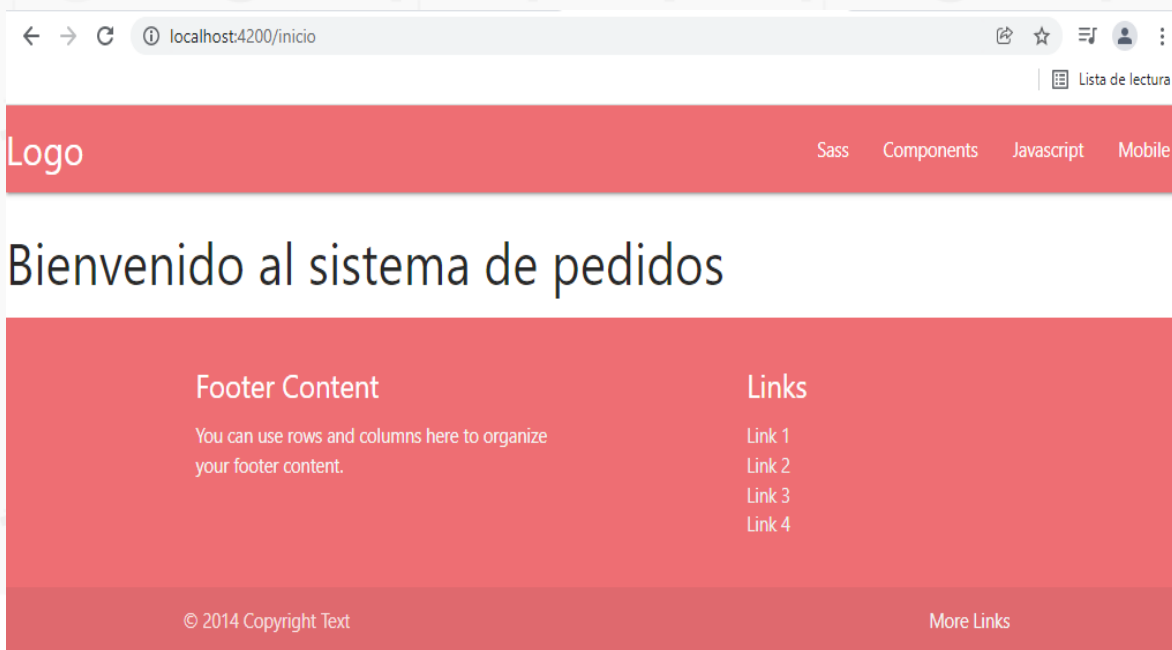 localhost:4200/inicio
Lista de lectura
Logo
Sass Components Javascript Mobile
Bienvenido al sistema de pedidos
Footer Content
You can use rows and columns here to organize
your footer content.
Links
Link 1
Link 2
Link 3
Link 4
© 2014 Copyright Text
More Links